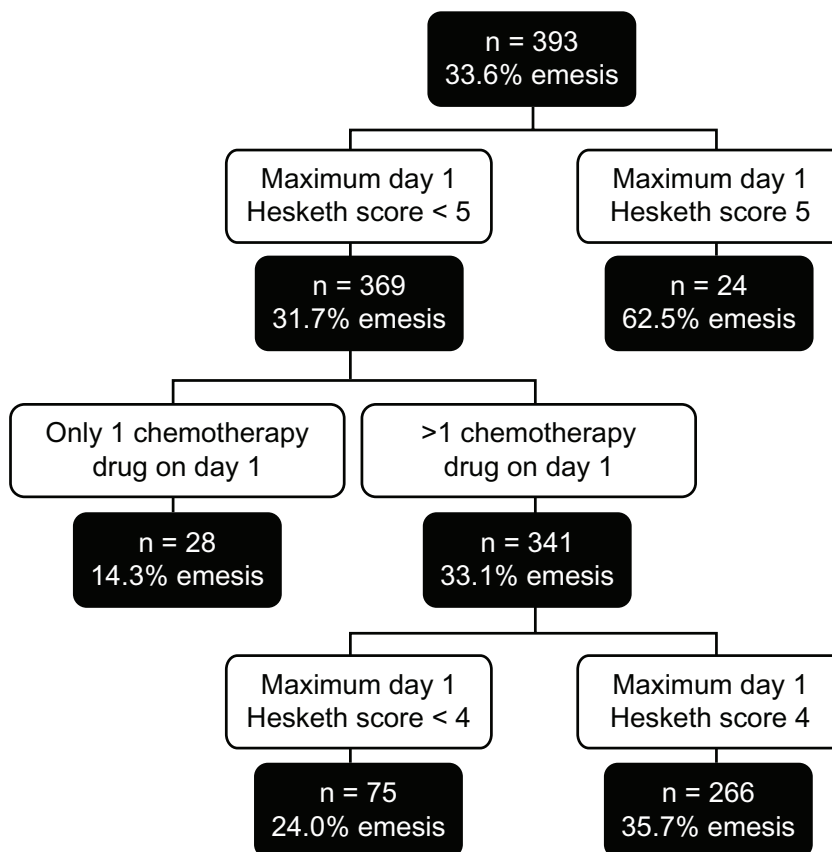 n = 393
33.6% emesis
Maximum day 1
Hesketh score < 5
Maximum day 1
Hesketh score 5
n = 369
31.7% emesis
n = 24
62.5% emesis
Only 1 chemotherapy
drug on day 1
>1 chemotherapy
drug on day 1
n = 28
14.3% emesis
n = 341
33.1% emesis
Maximum day 1
Hesketh score < 4
Maximum day 1
Hesketh score 4
n = 75
24.0% emesis
n = 266
35.7% emesis